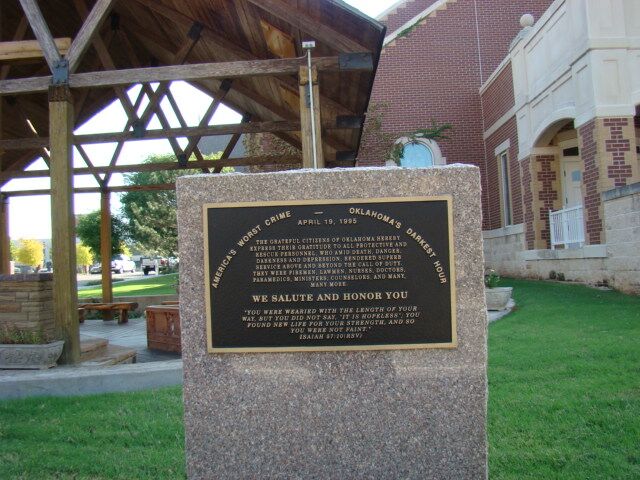 AMERICA'S WORST CRIME — OKLAHOMA'S DARKEST HOUR
APRIL 19, 1995
THE GRATEFUL CITIZENS OF OKLAHOMA HEREBY
EXPRESS THEIR GRATITUDE TO ALL PROTECTIVE AND
RESCUE PERSONNEL, WHO AMID DEATH, DANGER,
DARKNESS AND DEPRESSION, RENDERED SUPERB
SERVICE ABOVE AND BEYOND THE CALL OF DUTY.
THEY WERE FIREMEN, LAWMEN, NURSES, DOCTORS,
PARAMEDICS, MINISTERS, COUNSELORS, AND MANY,
MANY MORE.
WE SALUTE AND HONOR YOU
"YOU WERE WEARIED WITH THE LENGTH OF YOUR
WAY, BUT YOU DID NOT SAY, "IT IS HOPELESS"; YOU
FOUND NEW LIFE FOR YOUR STRENGTH, AND SO
YOU WERE NOT FAINT."
ISAIAH 57:10 (RSV)